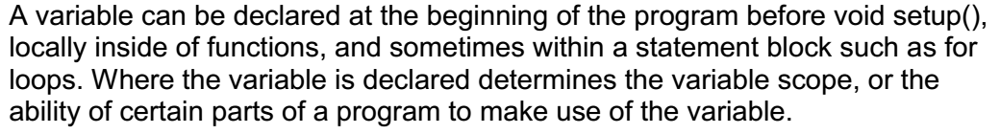 A variable can be declared at the beginning of the program before void setup(),
locally inside of functions, and sometimes within a statement block such as for
loops. Where the variable is declared determines the variable scope, or the
ability of certain parts of a program to make use of the variable.